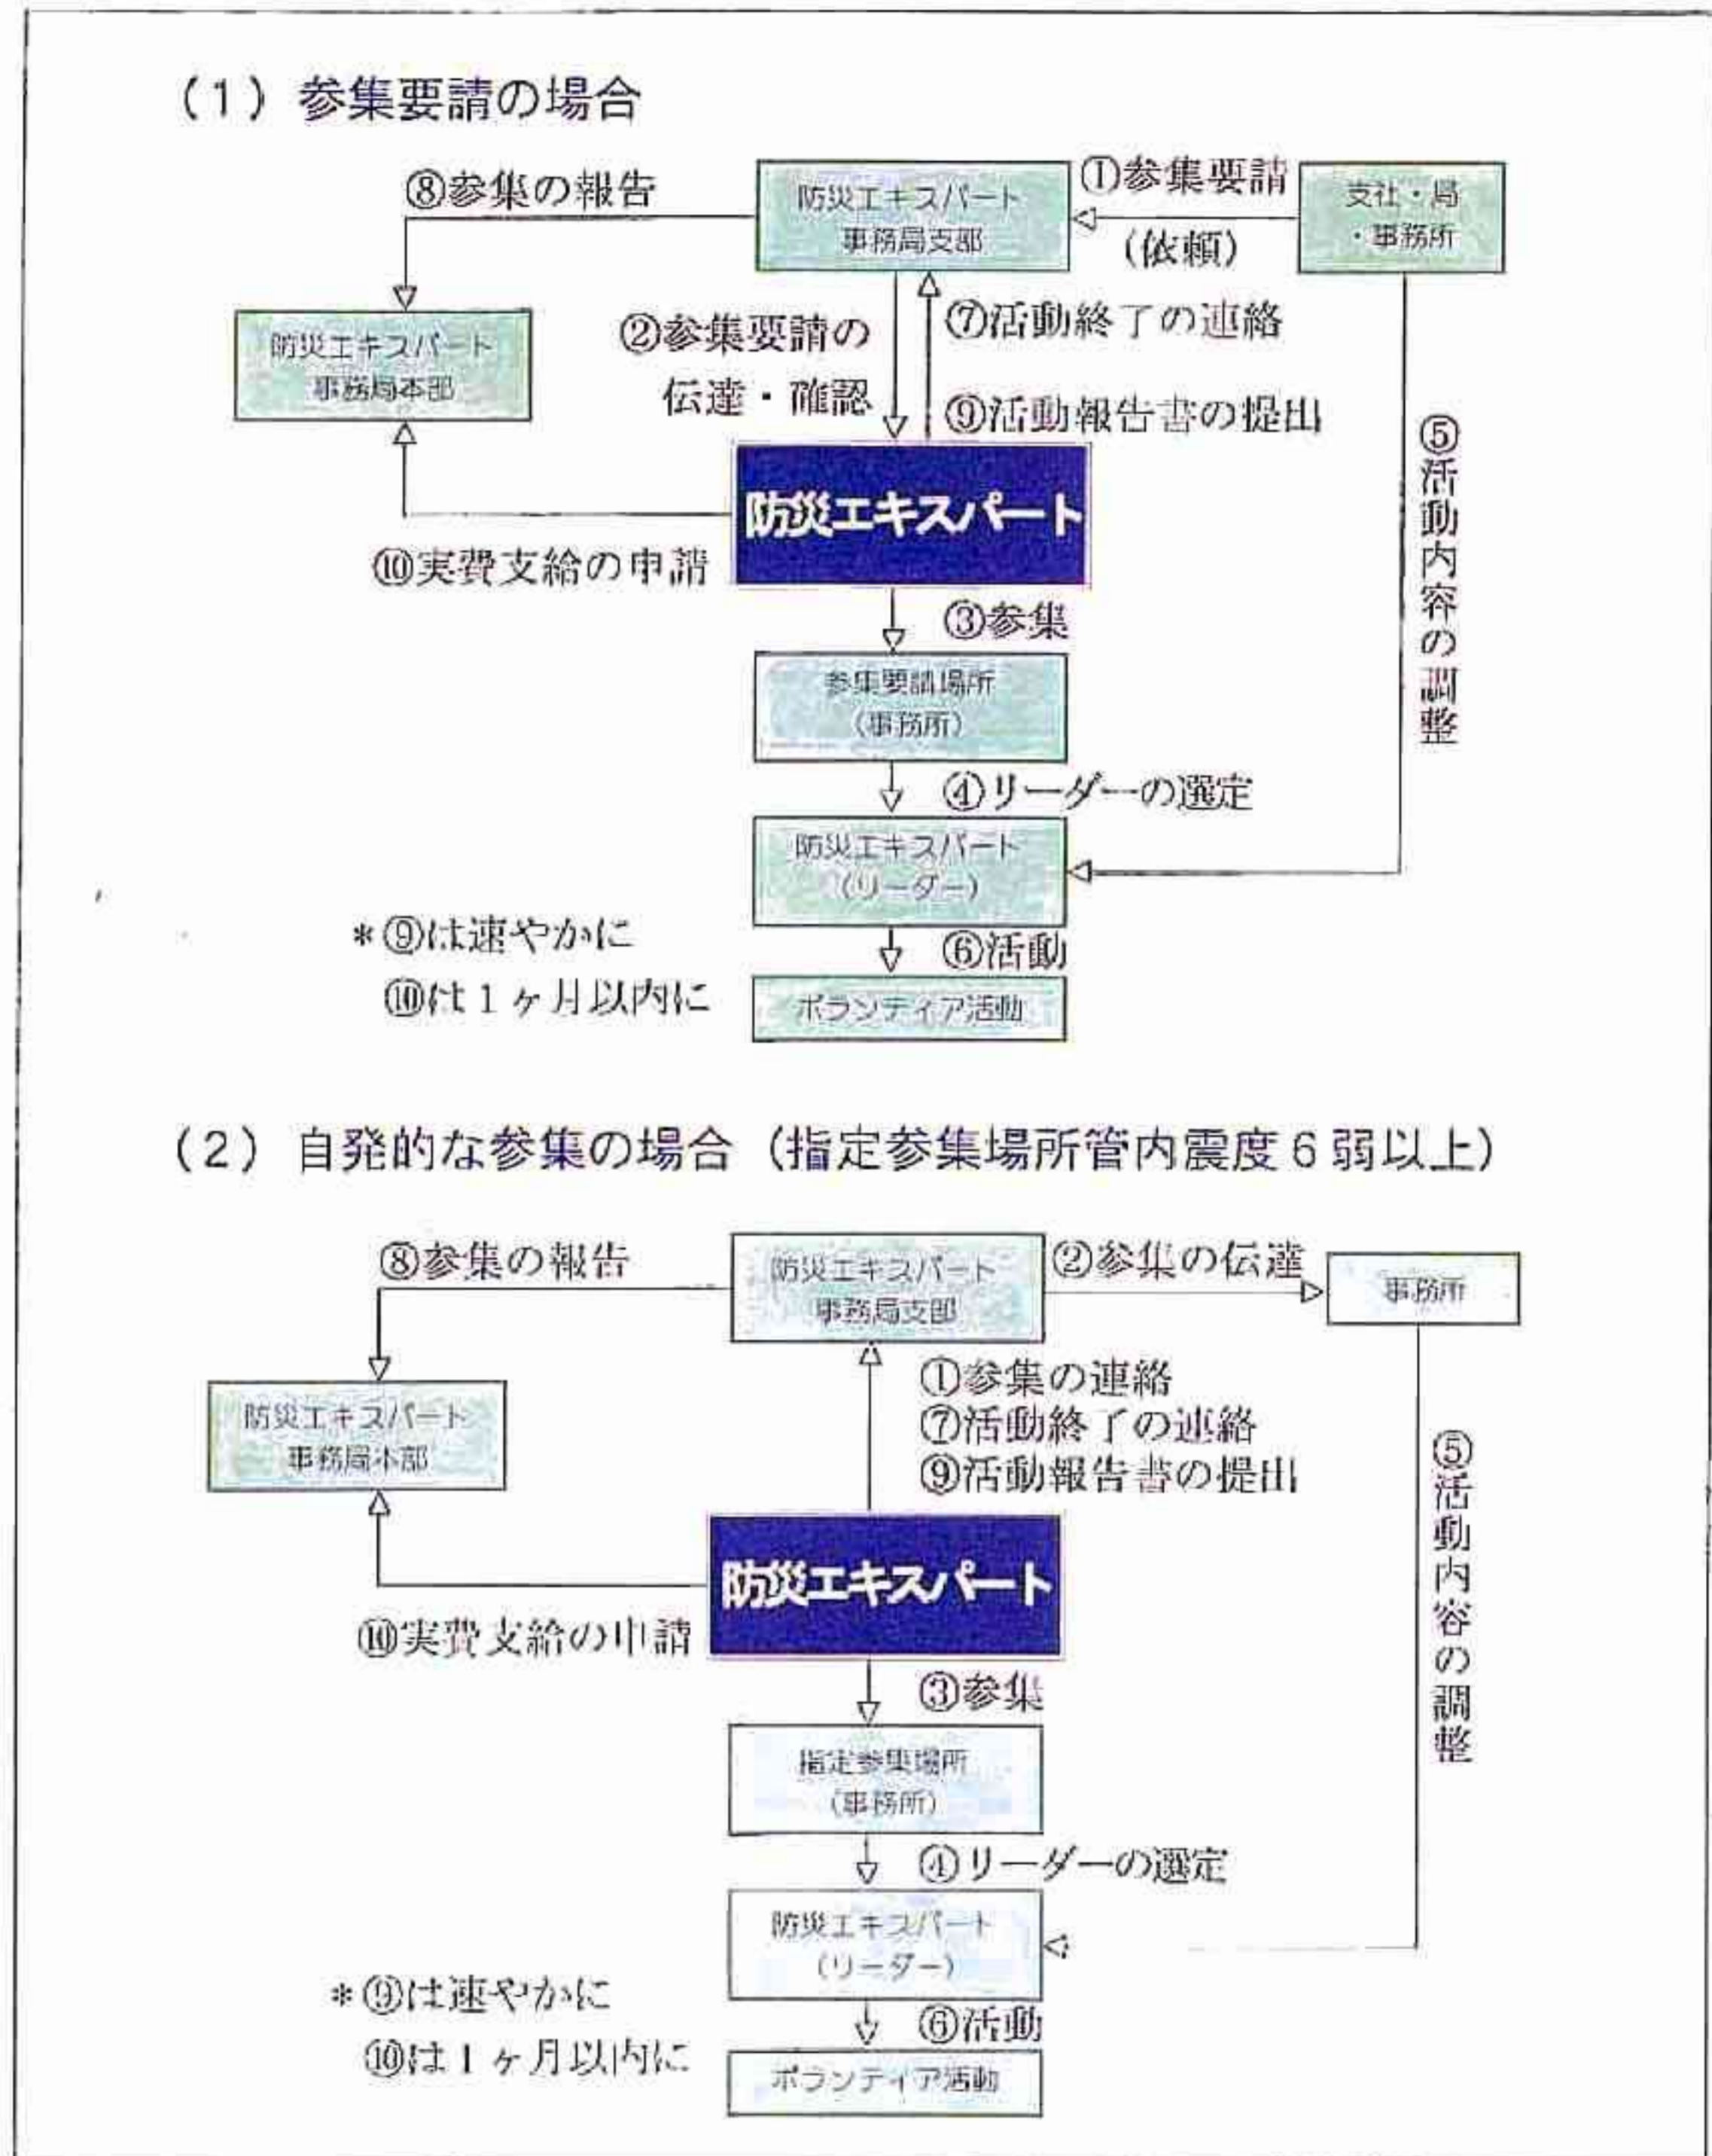 (1) 参集要請の場合
⑧参集の報告
防災エキスパート
事務局支部
①参集要請
(依頼)
支社・局
・事務所
防災エキスパート
事務局本部
②参集要請の
伝達・確認
⑦活動終了の連絡
⑨活動報告書の提出
⑤活動内容の調整
防災エキスパート
⑩実費支給の申請
③参集
参集要請場所
(事務所)
④リーダーの選定
防災エキスパート
(リーダー)
*⑨は速やかに
⑩は1ヶ月以内に
⑥活動
ボランティア活動
(2) 自発的な参集の場合 (指定参集場所管内震度6弱以上)
⑧参集の報告
防災エキスパート
事務局支部
②参集の伝達
事務所
防災エキスパート
事務局本部
①参集の連絡
⑦活動終了の連絡
⑨活動報告書の提出
⑤活動内容の調整
防災エキスパート
⑩実費支給の申請
③参集
指定参集場所
(事務所)
④リーダーの選定
防災エキスパート
(リーダー)
*⑨は速やかに
⑩は1ヶ月以内に
⑥活動
ボランティア活動